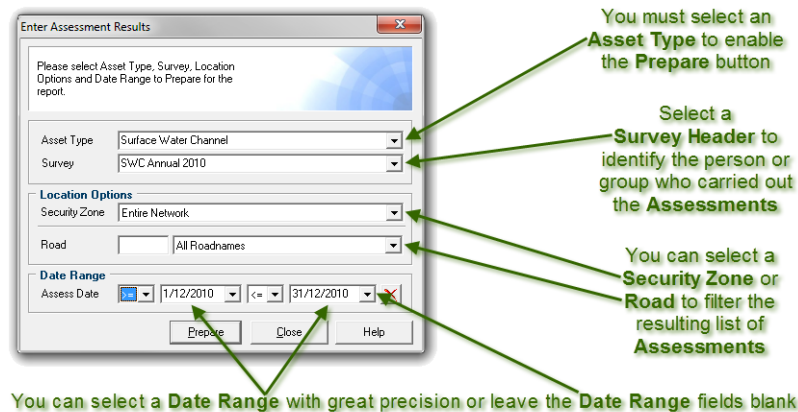 Enter Assessment Results
Please select Asset Type, Survey, Location
Options and Date Range to Prepare for the
report.
Asset Type Surface Water Channel
Survey SWC Annual 2010
Location Options
Security Zone Entire Network
Road All Roadnames
Date Range
Assess Date >= 1/12/2010 <= 31/12/2010
Prepare Close Help
You must select an
Asset Type to enable
the Prepare button
Select a
Survey Header to
identify the person or
group who carried out
the Assessments
You can select a
Security Zone or
Road to filter the
resulting list of
Assessments
You can select a Date Range with great precision or leave the Date Range fields blank